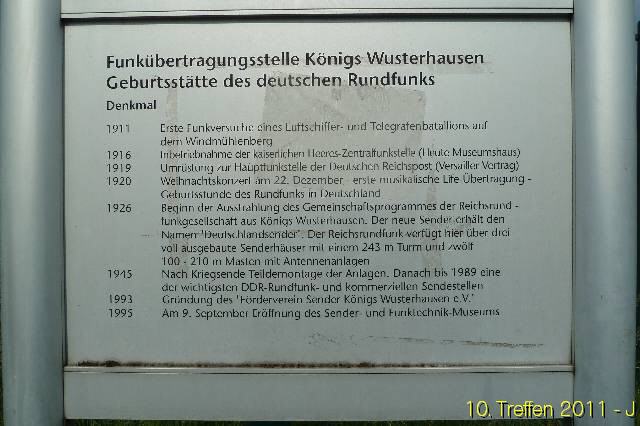 Funkübertragungsstelle Königs Wusterhausen
Geburtsstätte des deutschen Rundfunks
Denkmal
1911 Erste Funkversuche eines Luftschiffer- und Telegrafenbataillons auf
dem Windmühlenberg
1916 Inbetriebnahme der kaiserlichen Heeres-Zentralfunkstelle (Heute Museumshaus)
1919 Umrüstung zur Hauptfunkstelle der Deutschen Reichspost (Versailler Vertrag)
1920 Weihnachtskonzert am 22. Dezember - erste musikalische Life Übertragung -
Geburtsstunde des Rundfunks in Deutschland
1926 Beginn der Ausstrahlung des Gemeinschaftsprogrammes der Reichsrund -
funkgesellschaft aus Königs Wusterhausen. Der neue Sender erhält den
Namen "Deutschlandsender". Der Reichsrundfunk verfügt hier über drei
voll ausgebaute Senderhäuser mit einem 243 m Turm und zwölf
100 - 210 m Masten mit Antennenanlagen
1945 Nach Kriegsende Teildemontage der Anlagen. Danach bis 1989 eine
der wichtigsten DDR-Rundfunk- und kommerziellen Sendestellen
1993 Gründung des "Förderverein Sender Königs Wusterhausen e.V."
1995 Am 9. September Eröffnung des Sender- und Funktechnik-Museums
10. Treffen 2011 - J